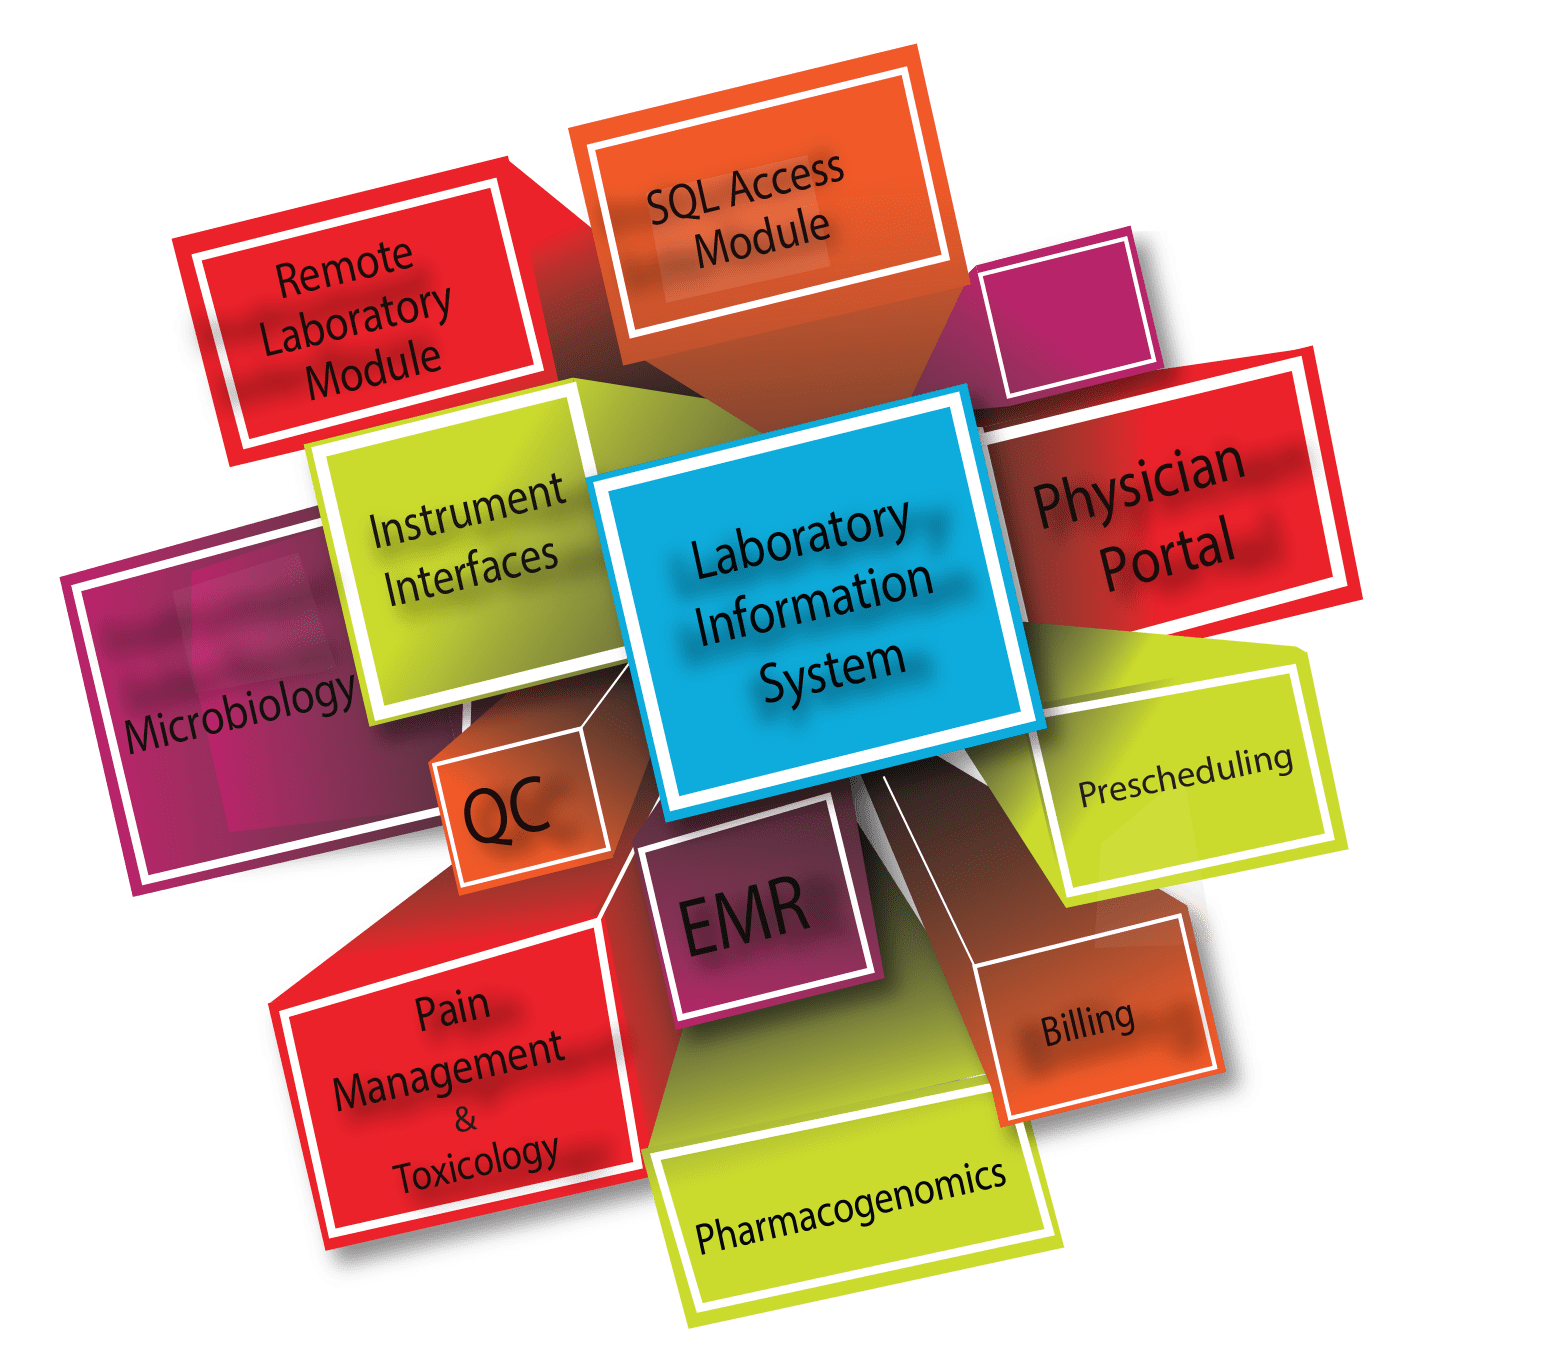 SQL Access
Module
Remote
Laboratory
Module
Instrument
Interfaces
Laboratory
Information
System
Physician
Portal
Microbiology
QC
Prescheduling
EMR
Billing
Pain
Management
&
Toxicology
Pharmacogenomics